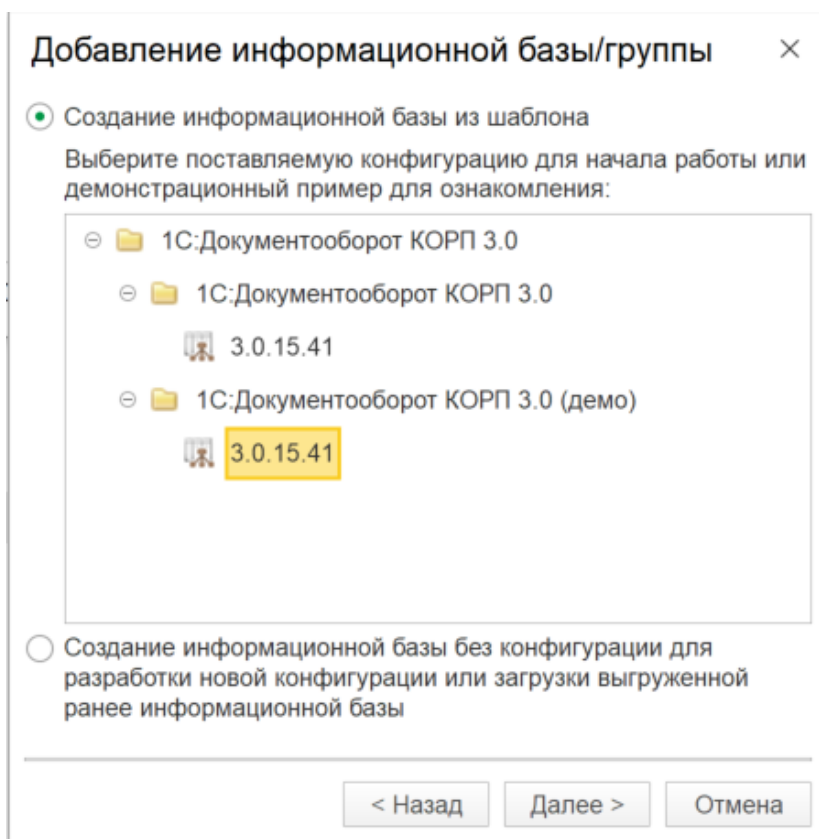 Добавление информационной базы/группы
Создание информационной базы из шаблона
Выберите поставляемую конфигурацию для начала работы или
демонстрационный пример для ознакомления:
1С:Документооборот КОРП 3.0
1С:Документооборот КОРП 3.0
3.0.15.41
1С:Документооборот КОРП 3.0 (демо)
3.0.15.41
Создание информационной базы без конфигурации для
разработки новой конфигурации или загрузки выгруженной
ранее информационной базы
< Назад Далее > Отмена